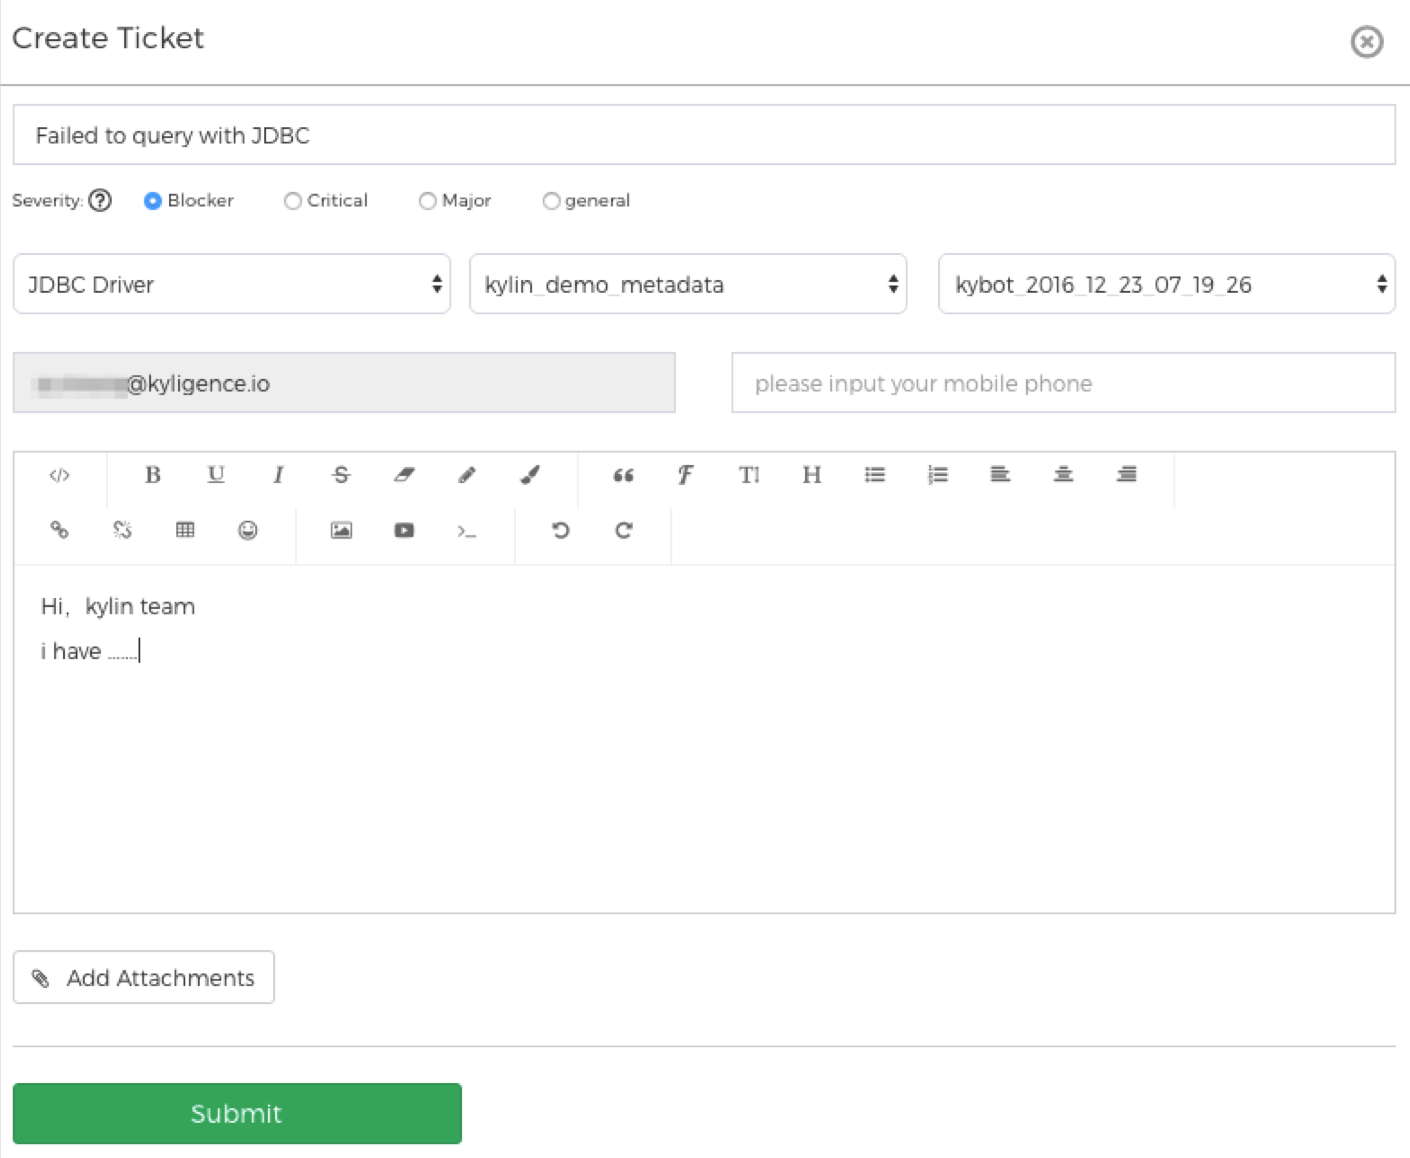 Create Ticket
Failed to query with JDBC
Severity: Blocker Critical Major general
JDBC Driver kylin_demo_metadata kybot_2016_12_23_07_19_26
@kyligence.io please input your mobile phone
Hi, kylin team
i have .......
Add Attachments
Submit